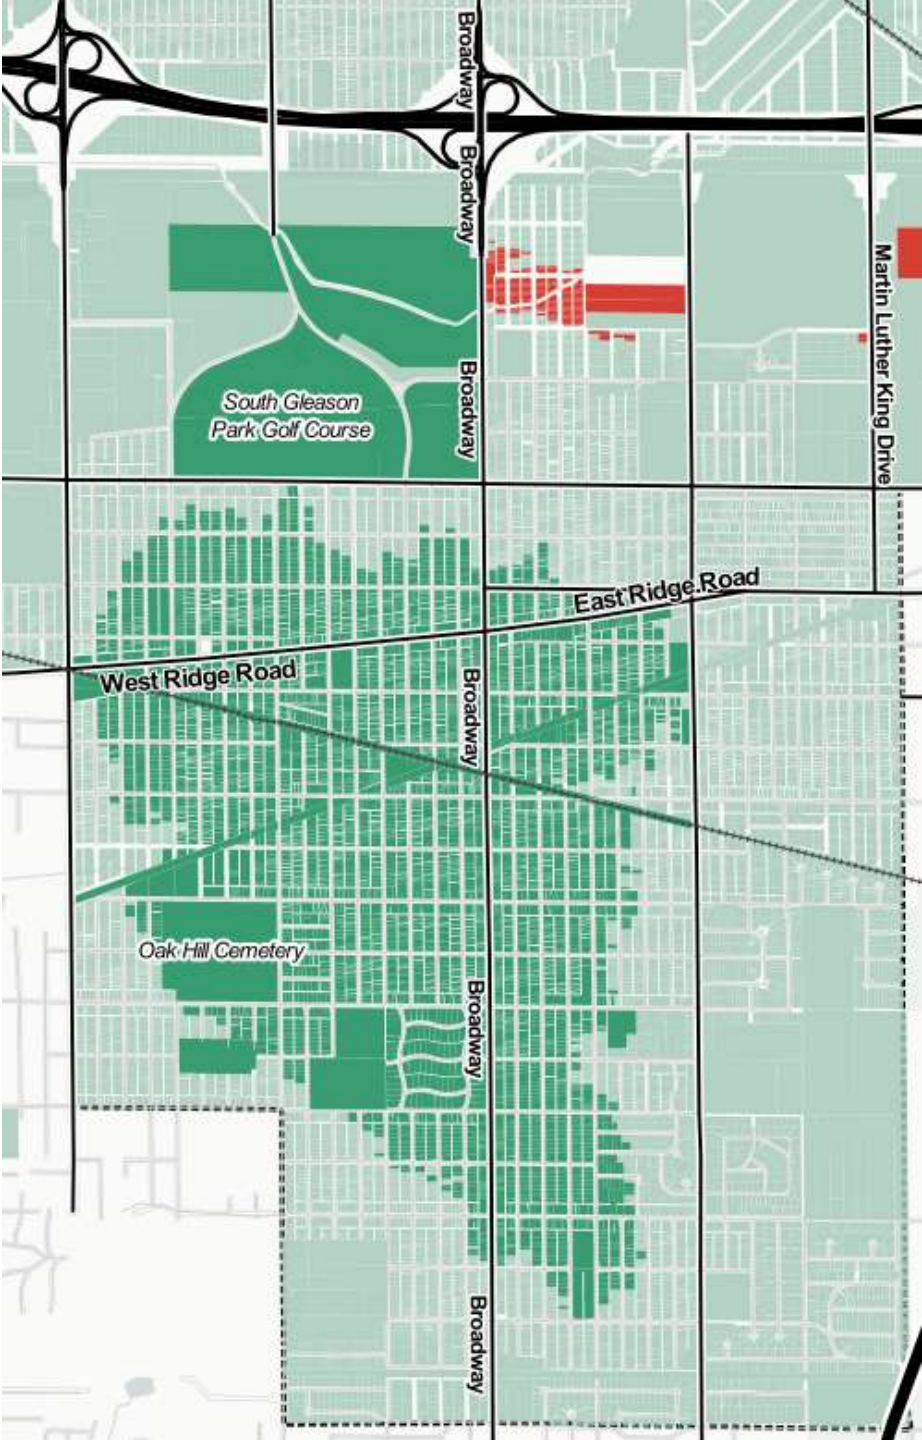 Broadway
Broadway
Martin Luther King Drive
Broadway
South Gleason
Park Golf Course
East Ridge Road
West Ridge Road
Broadway
Oak Hill Cemetery
Broadway
Broadway